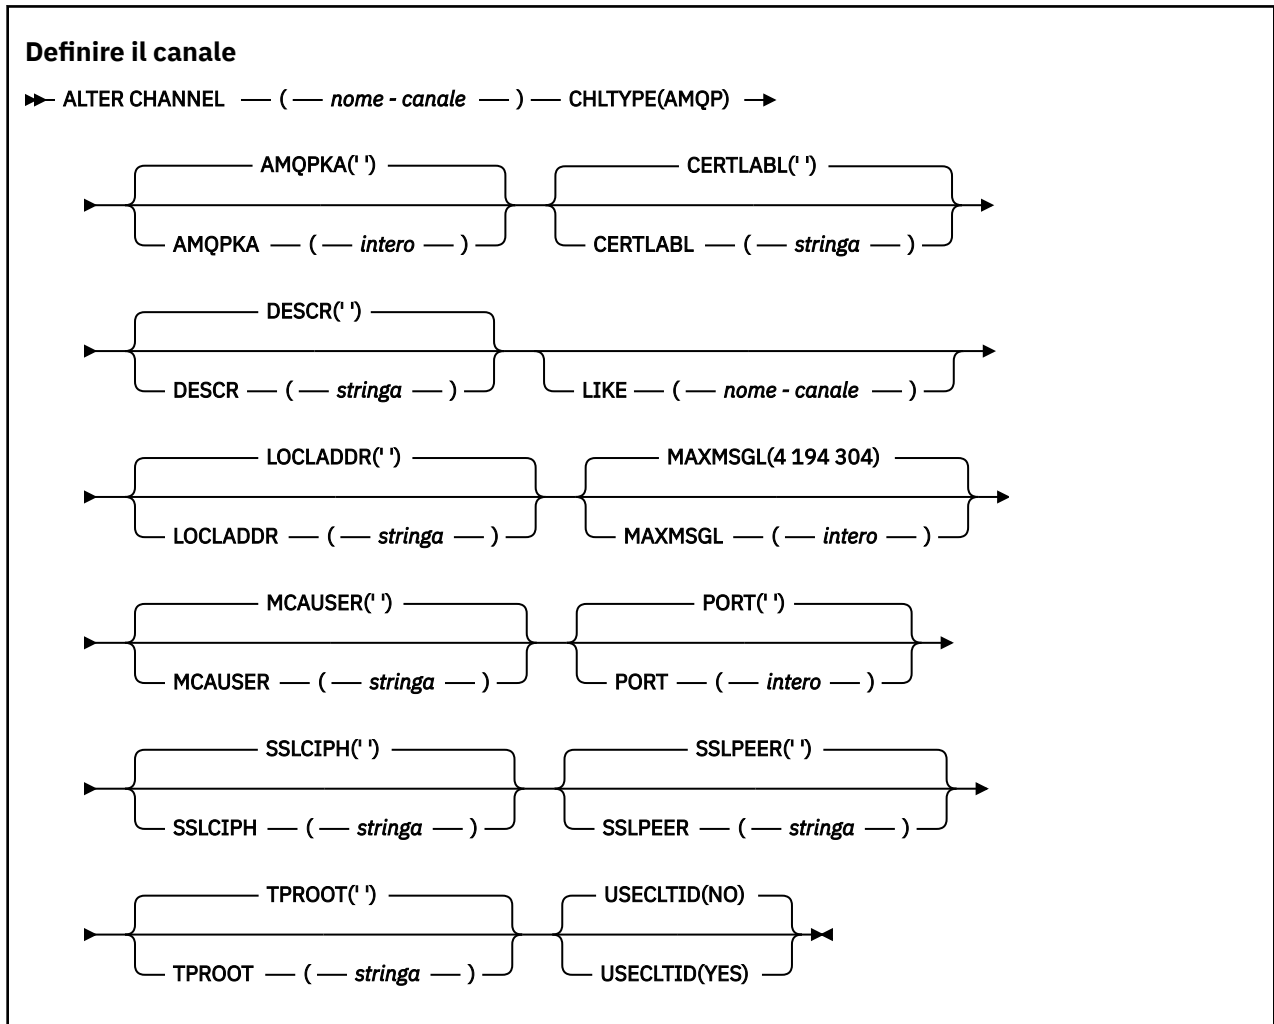 Definire il canale
ALTER CHANNEL ( nome - canale ) CHLTYPE(AMQP)
AMQPKA(' ') CERTLABL(' ')
AMQPKA ( intero ) CERTLABL ( stringa )
DESCR(' ')
DESCR ( stringa ) LIKE ( nome - canale )
LOCLADDR(' ') MAXMSGL(4 194 304)
LOCLADDR ( stringa ) MAXMSGL ( intero )
MCAUSER(' ') PORT(' ')
MCAUSER ( stringa ) PORT ( intero )
SSLCIPH(' ') SSLPEER(' ')
SSLCIPH ( stringa ) SSLPEER ( stringa )
TPROOT(' ') USECLTID(NO)
TPROOT ( stringa ) USECLTID(YES)